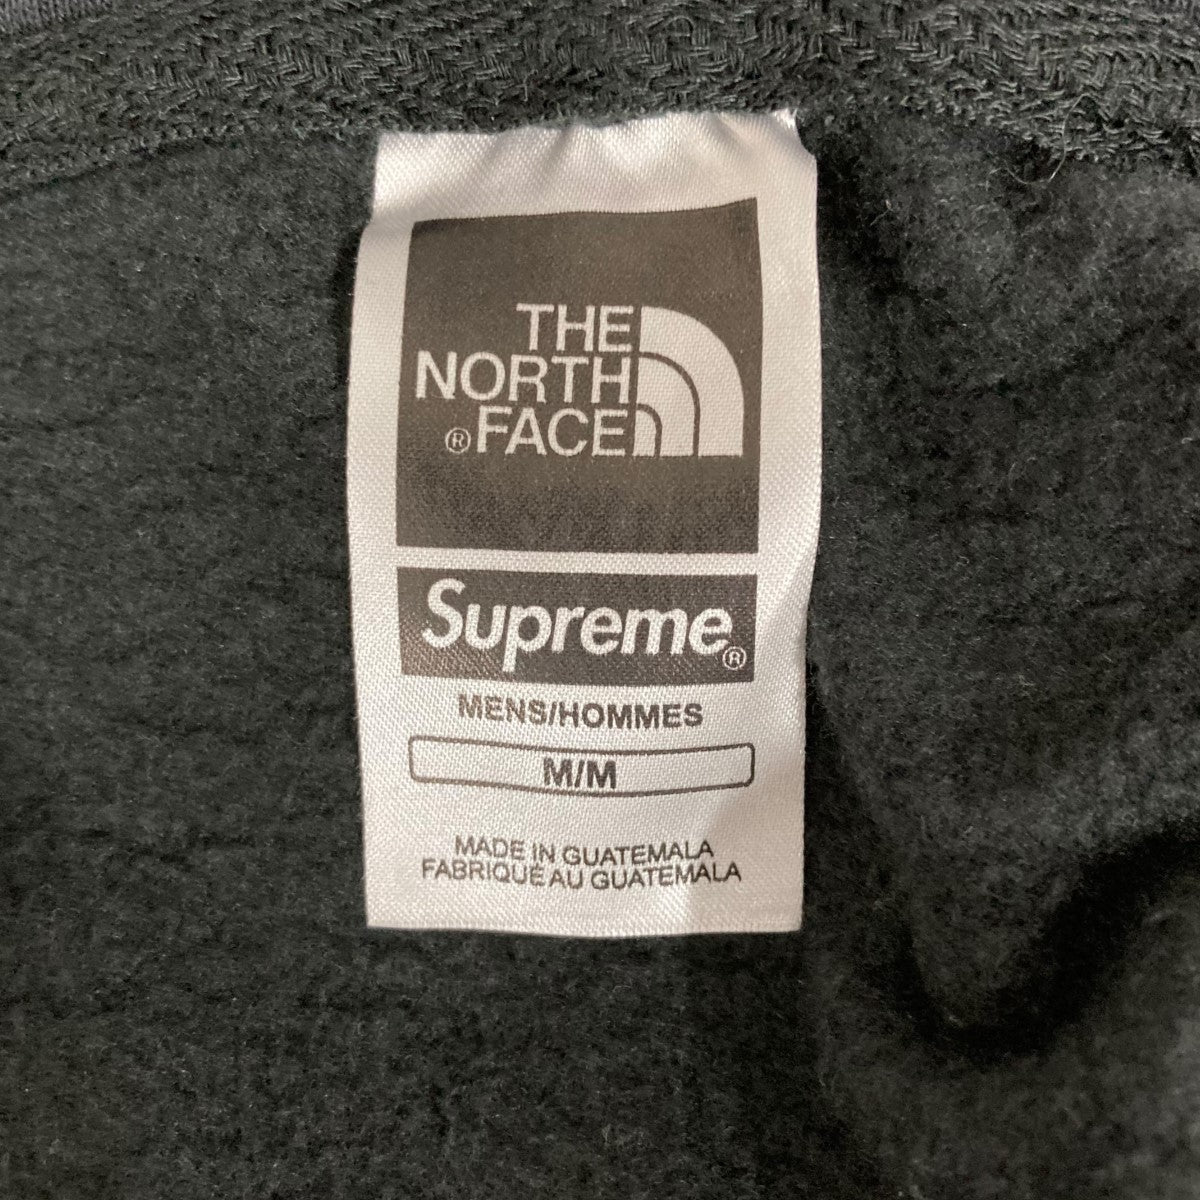 THE
NORTH
®FACE
Supreme®
MENS/HOMMES
M/M
MADE IN GUATEMALA
FABRIQUÉ AU GUATEMALA